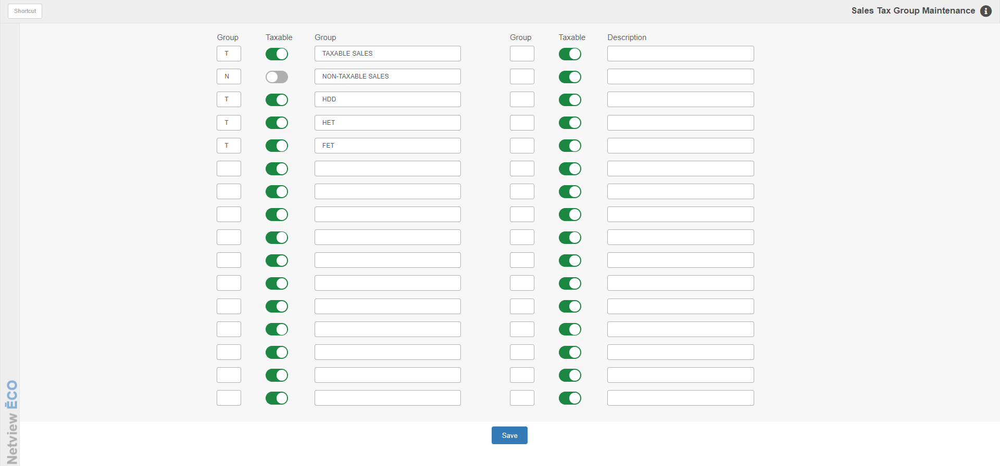 Shortcut
Sales Tax Group Maintenance
Group Taxable Group Group Taxable Description
T TAXABLE SALES
N NON-TAXABLE SALES
T HDD
T HET
T FET
Save
Netview ĒCO